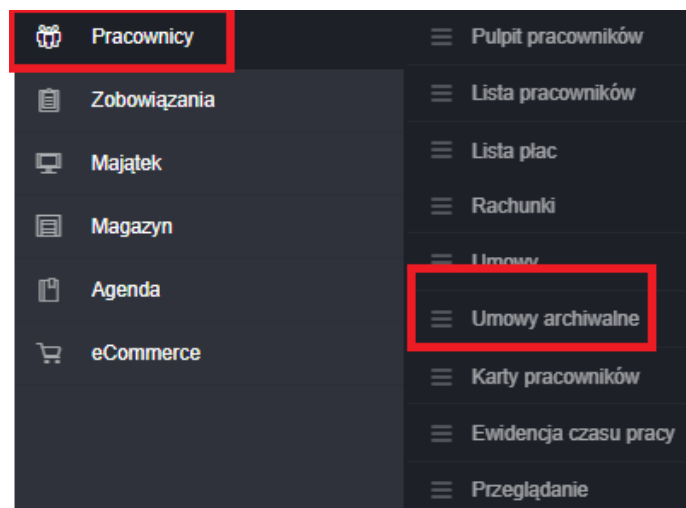 Pracownicy
Zobowiązania
Majątek
Magazyn
Agenda
eCommerce
Pulpit pracowników
Lista pracowników
Lista płac
Rachunki
Umowy
Umowy archiwalne
Karty pracowników
Ewidencja czasu pracy
Przeglądanie